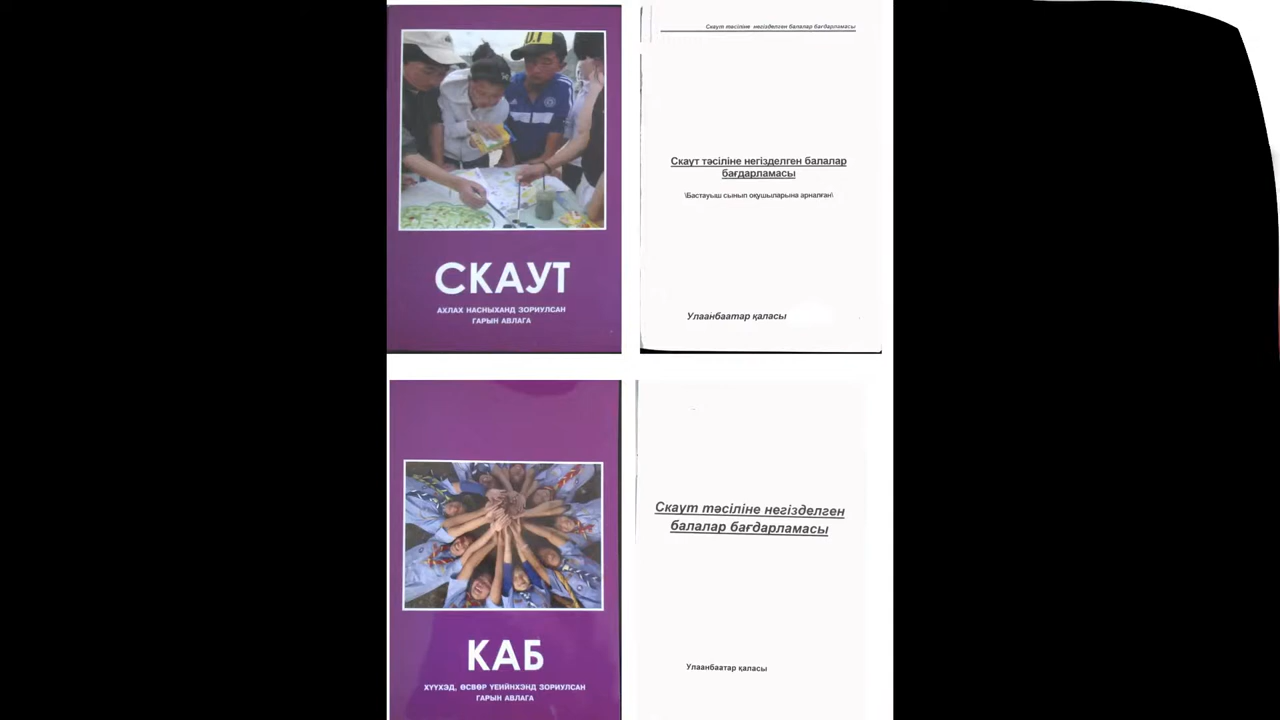 СКАУТ
АХЛАХ НАСНЫХАНД ЗОРИУЛСАН
ГАРЫН АВЛАГА
Скаут тәсіліне негізделген балалар бағдарламасы
Скаут тәсіліне негізделген балалар
бағдарламасы
\Бастауыш сынып оқушыларына арналған\
Улаанбаатар қаласы
КАБ
ХҮҮХЭД, ӨСВӨР ҮЕИЙНХЭНД ЗОРИУЛСАН
ГАРЫН АВЛАГА
Скаут тәсіліне негізделген
балалар бағдарламасы
Улаанбаатар қаласы